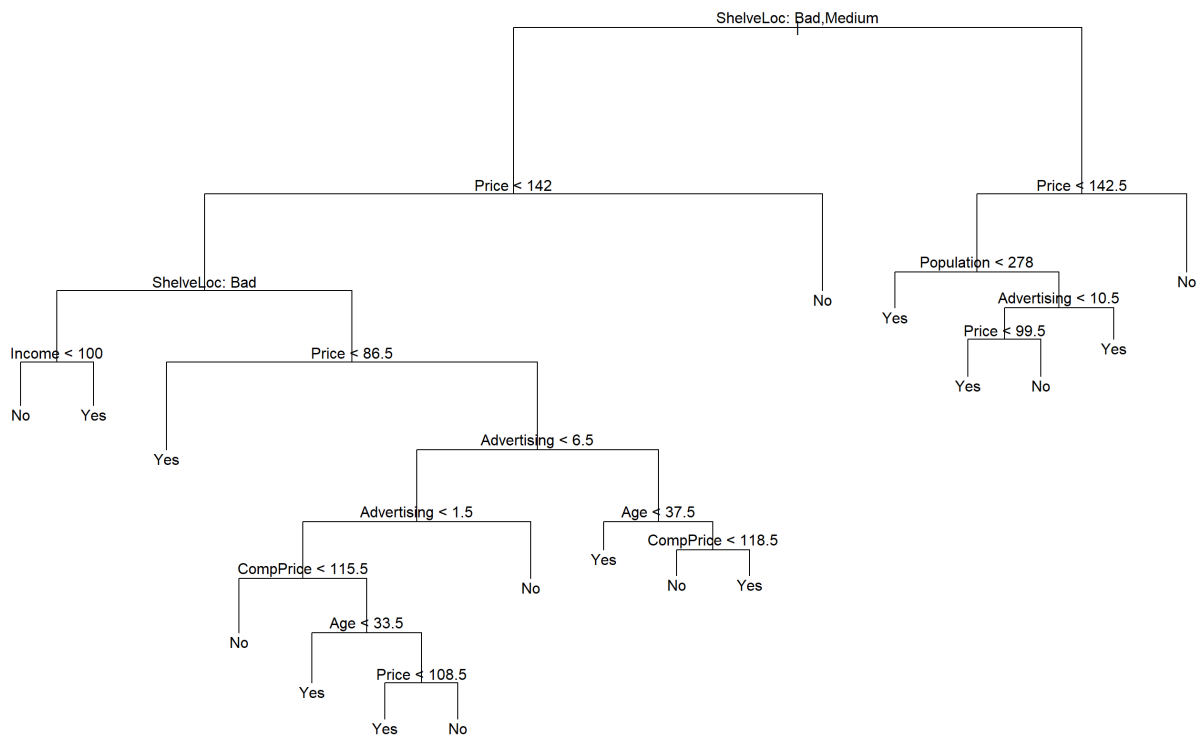 ShelveLoc: Bad,Medium
Price < 142
Price < 142.5
Population < 278
No
ShelveLoc: Bad
No
Advertising < 10.5
Yes
Price < 99.5
Yes
Income < 100
Price < 86.5
Yes
No
No
Yes
Advertising < 6.5
Yes
Advertising < 1.5
Age < 37.5
CompPrice < 118.5
Yes
CompPrice < 115.5
No
No
Yes
Age < 33.5
No
Price < 108.5
Yes
Yes
No